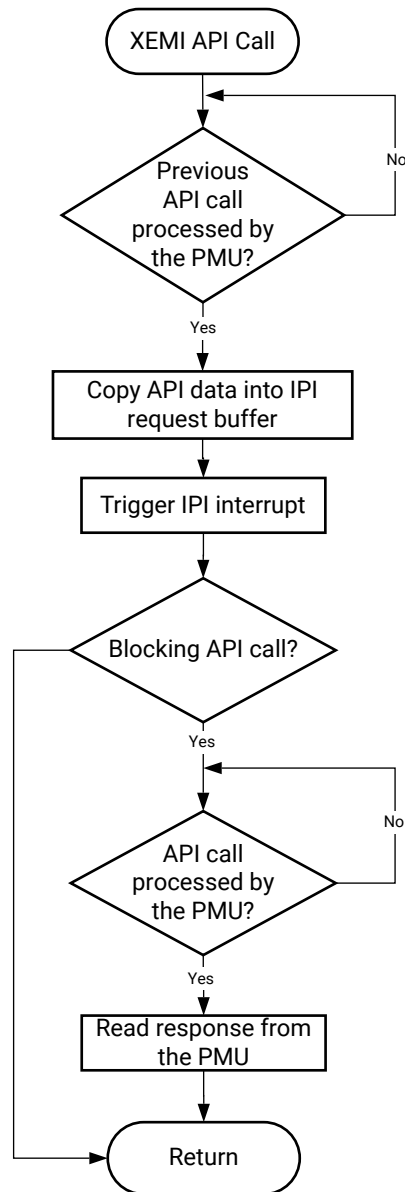 XEMI API Call
No
Previous
API call
processed by
the PMU?
Yes
Copy API data into IPI
request buffer
Trigger IPI interrupt
Blocking API call?
Yes
No
API call
processed by
the PMU?
Yes
Read response from
the PMU
Return